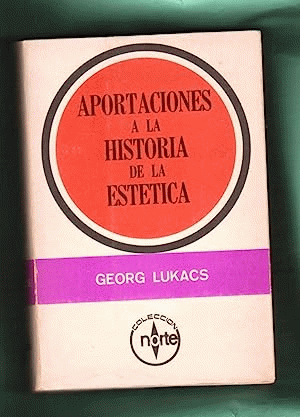 APORTACIONES
A LA
HISTORIA
DE LA
ESTETICA
GEORG LUKACS
COLECCION
norte